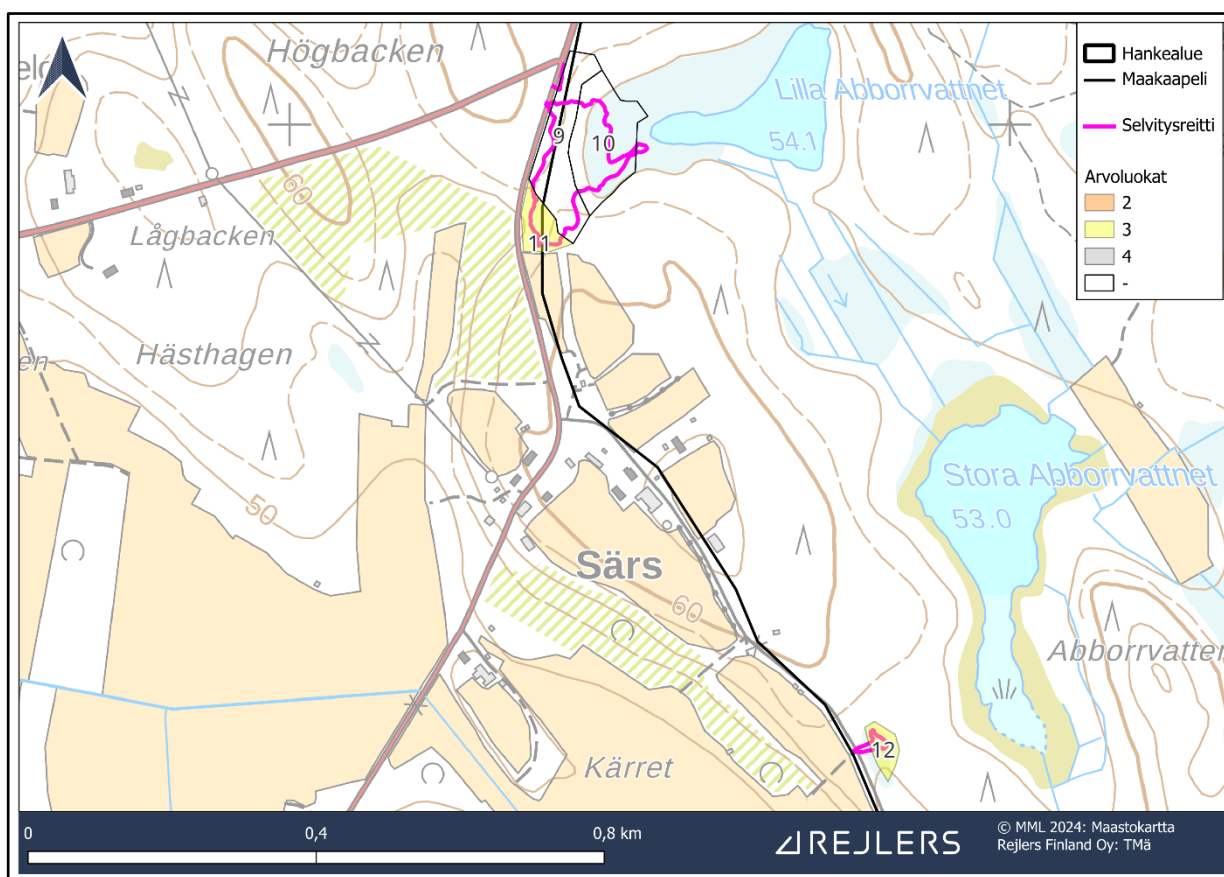 Högbacken
Hankealue
Maakaapeli
Selvitysreitti
Arvoluokat
2
3
4
-
Lilla Abborrvattnet
54.1
9
10
60
Lågbacken
11
Hästhagen
en
50
Stora Abborrvattnet
53.0
Särs
60
Abborrvatten
Kärret
12
0
0,4
0,8 km
REJLERS
© MML 2024: Maastokartta
Rejlers Finland Oy: TMä